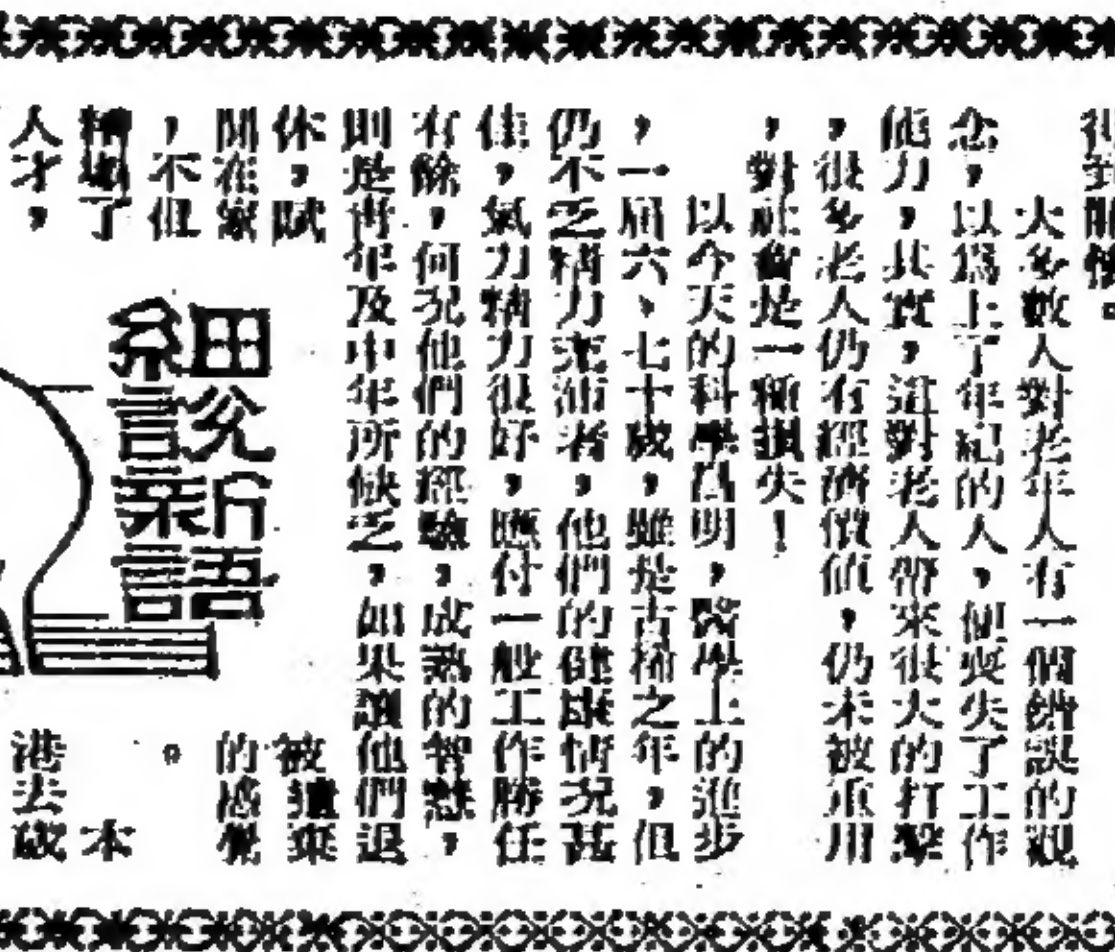 得到關懷。
大多數人對老年人有一個錯誤的觀
念，以爲上了年紀的人，便喪失了工作
能力，其實，這對老人帶來很大的打擊
，很多老人仍有經濟價值，仍未被重用
，對社會是一種損失！
以今天的科學昌明，醫學上的進步
，一屆六、七十歲，雖是古稀之年，但
仍不乏精力充沛者，他們的健康情況甚
佳，氣力精力很好，應付一般工作勝任
有餘，何況他們的經驗，成熟的智慧，
則是青年及中年所缺乏，如果讓他們退
休，賦
被遺棄
閒在家
的感覺
，不但
。
精
了
本
人才，
港去歲
細說新語